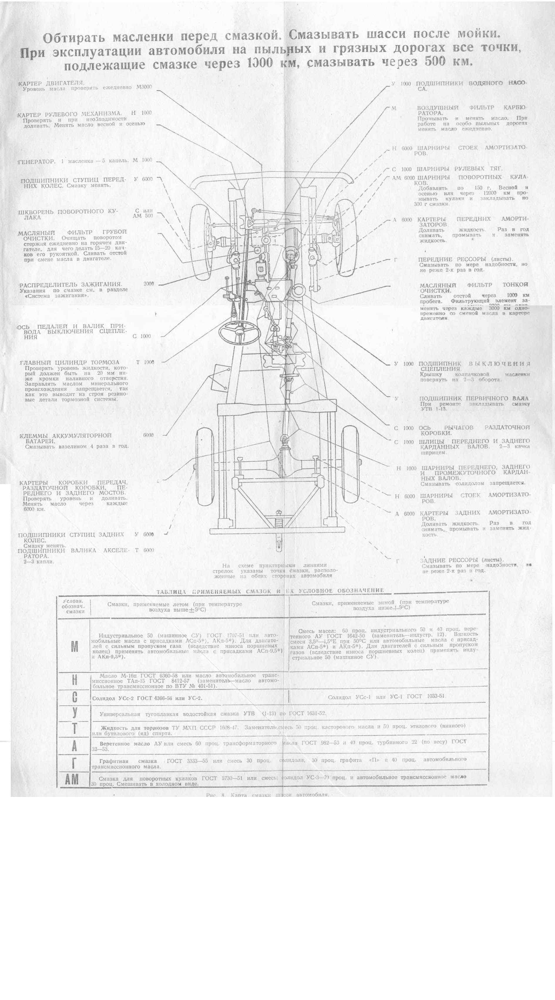 Обтирать масленки перед смазкой. Смазывать шасси после мойки.
При эксплуатации автомобиля на пыльных и грязных дорогах все точки,
подлежащие смазке через 1000 км, смазывать через 500 км.
КАРТЕР ДВИГАТЕЛЯ.
Уровень масла проверять ежедневно М3000
КАРТЕР РУЛЕВОГО МЕХАНИЗМА. Н 1000
Проверять и при необходимости
доливать. Менять масло весной и осенью
ГЕНЕРАТОР. 1 масленка — 5 капель. М 1000
ПОДШИПНИКИ СТУПИЦ ПЕРЕД- У 6000
НИХ КОЛЕС. Смазку менять.
ШКВОРЕНЬ ПОВОРОТНОГО КУ- С или
ЛАКА АМ 500
МАСЛЯНЫЙ ФИЛЬТР ГРУБОЙ
ОЧИСТКИ. Очищать поворотом
стержня ежедневно на горячем дви-
гателе, для чего делать 15—20 кач-
ков его рукояткой. Сливать отстой
при смене масла в двигателе.
РАСПРЕДЕЛИТЕЛЬ ЗАЖИГАНИЯ. 2000
Указания по смазке см. в разделе
«Система зажигания».
ОСЬ ПЕДАЛЕЙ И ВАЛИК ПРИ-
ВОДА ВЫКЛЮЧЕНИЯ СЦЕПЛЕ-
НИЯ С 1000
ГЛАВНЫЙ ЦИЛИНДР ТОРМОЗА Т 1000
Проверять уровень жидкости, кото-
рый должен быть на 20 мм ни-
же кромки наливного отверстия.
Заправлять маслом минерального
происхождения запрещается, так
как это выводит из строя резино-
вые детали тормозной системы.
КЛЕММЫ АККУМУЛЯТОРНОЙ 6000
БАТАРЕИ.
Смазывать вазелином 4 раза в год.
КАРТЕРЫ КОРОБКИ ПЕРЕДАЧ,
РАЗДАТОЧНОЙ КОРОБКИ, ПЕ-
РЕДНЕГО И ЗАДНЕГО МОСТОВ.
Проверять уровень и доливать.
Менять масло через каждые
6000 км.
ПОДШИПНИКИ СТУПИЦ ЗАДНИХ У 6000
КОЛЕС.
Смазку менять.
ПОДШИПНИКИ ВАЛИКА АКСЕЛЕ- Т 6000
РАТОРА.
2—3 капли.
У 1000 ПОДШИПНИКИ ВОДЯНОГО НАСО-
СА.
М ВОЗДУШНЫЙ ФИЛЬТР КАРБЮ-
РАТОРА.
Промывать и менять масло. При
работе на особо пыльных дорогах
менять масло ежедневно.
Н 6000 ШАРНИРЫ СТОЕК АМОРТИЗАТО-
РОВ.
С 1000 ШАРНИРЫ РУЛЕВЫХ ТЯГ.
АМ 6000 ШАРНИРЫ ПОВОРОТНЫХ КУЛА-
КОВ.
Добавлять по 150 г. Весной и
осенью или через 12000 км про-
мывать кулаки и закладывать по
300 г смазки.
А 6000 КАРТЕРЫ ПЕРЕДНИХ АМОРТИ-
ЗАТОРОВ.
Доливать жидкость. Раз в год
снимать, промывать и заменять
жидкость.
Г ПЕРЕДНИЕ РЕССОРЫ (листы).
Смазывать по мере надобности, но
не реже 2-х раз в год.
МАСЛЯНЫЙ ФИЛЬТР ТОНКОЙ
ОЧИСТКИ.
Сливать отстой через 1000 км
пробега. Фильтрующий элемент за-
менять через каждые 3000 км одно-
временно со сменой масла в картере
двигателя
У 1000 ПОДШИПНИК ВЫКЛЮЧЕНИЯ
СЦЕПЛЕНИЯ
Крышку колпачковой масленки
повернуть на 2—3 оборота.
У ПОДШИПНИК ПЕРВИЧНОГО ВАЛА
При ремонте закладывать смазку
УТВ 1-13.
С 1000 ОСЬ РЫЧАГОВ РАЗДАТОЧНОЙ
КОРОБКИ.
С 1000 ШЛИЦЫ ПЕРЕДНЕГО И ЗАДНЕГО
КАРДАННЫХ ВАЛОВ. 2—3 качка
шприцем.
Н 1000 ШАРНИРЫ ПЕРЕДНЕГО, ЗАДНЕГО
И ПРОМЕЖУТОЧНОГО КАРДАН-
НЫХ ВАЛОВ.
Смазывать солидолом запрещается.
Н 6000 ШАРНИРЫ СТОЕК АМОРТИЗАТО-
РОВ.
А 6000 КАРТЕРЫ ЗАДНИХ АМОРТИЗАТО-
РОВ.
Доливать жидкость. Раз в год
снимать, промывать и заменять жид-
кость.
Г ЗАДНИЕ РЕССОРЫ (листы).
Смазывать по мере надобности,
не реже 2-х раз в год.
На схеме пунктирными линиями
стрелок указаны точки смазки, располо-
женные на обеих сторонах автомобиля
ТАБЛИЦА ПРИМЕНЯЕМЫХ СМАЗОК И ИХ УСЛОВНОЕ ОБОЗНАЧЕНИЕ
Условн.
обознач.
смазки
Смазки, применяемые летом (при температуре
воздуха выше±5°С)
Смазки, применяемые зимой (при температуре
воздуха ниже+5°С)
М
Индустриальное 50 (машинное СУ) ГОСТ 1707-51 или авто-
мобильные масла с присадками АСп-5*), АКп-5*). Для двигате-
лей с сильным пропуском газа (вследствие износа поршневых
колец) применять автомобильные масла с присадками АСп-9,5*)
и АКп-9,5*).
Смесь масел: 60 проц. индустриального 50 и 40 проц. вере-
тенного АУ ГОСТ 1642-50 (заменитель—индустр. 12). Вязкость
смеси 3,5°—4,5°Е при 50°С или автомобильные масла с присад-
ками АСп-5*) и АКп-5*). Для двигателей с сильным пропуском
газов (вследствие износа поршневных колец) применять инду-
стриальное 50 (машинное СУ).
Н
Масло М-16п ГОСТ 6360-58 или масло автомобильное транс-
миссионное ТАп-15 ГОСТ 8412-57 (заменитель—масло автомо-
бильное трансмиссионное по ВТУ № 401-51).
С
Солидол УСс-2 ГОСТ 4366-56 или УС-2.
Солидол УСс-1 или УС-1 ГОСТ 1033-51
У
Универсальная тугоплавкая водостойкая смазка УТВ (1-13) по ГОСТ 1631-52.
Т
Жидкость для тормозов ТУ МХП СССР 1608-47. Заменитель:смесь 50 проц. касторового масла и 50 проц. этилового (винного)
или бутилового (яд) спирта.
А
Веретенное масло АУ или смесь 60 проц. трансформаторного масла ГОСТ 982—53 и 40 проц. турбинного 22 (по весу) ГОСТ
32—53.
Г
Графитная смазка ГОСТ 3333—55 или смесь 30 проц. солидола, 30 проц. графита «П» и 40 проц. автомобильного
трансмиссионного масла.
АМ
Смазка для поворотных кулаков ГОСТ 5730—51 или смесь: солидол УС-3—70 проц. и автомобильное трансмиссионное масло
30 проц. Смешивать в холодном виде.
Рис. 8. Карта смазки шасси автомобиля.